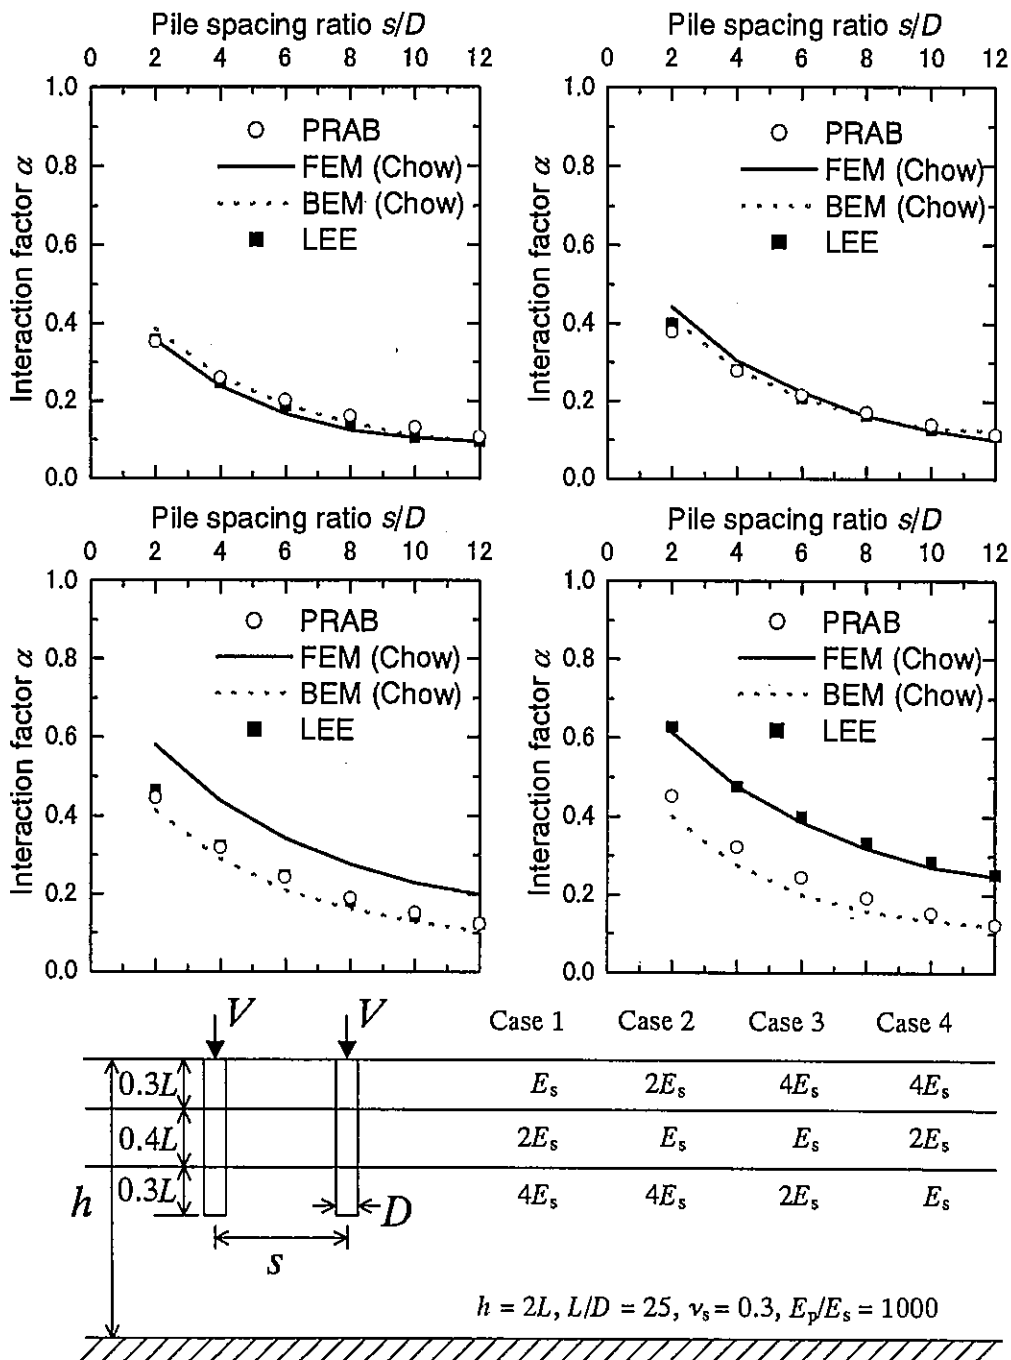 Pile spacing ratio s/D
0 2 4 6 8 10 12
1.0
0.8
0.6
0.4
0.2
0.0
Interaction factor α
PRAB
FEM (Chow)
BEM (Chow)
LEE
Pile spacing ratio s/D
0 2 4 6 8 10 12
1.0
0.8
0.6
0.4
0.2
0.0
Interaction factor α
PRAB
FEM (Chow)
BEM (Chow)
LEE
Pile spacing ratio s/D
0 2 4 6 8 10 12
1.0
0.8
0.6
0.4
0.2
0.0
Interaction factor α
PRAB
FEM (Chow)
BEM (Chow)
LEE
Pile spacing ratio s/D
0 2 4 6 8 10 12
1.0
0.8
0.6
0.4
0.2
0.0
Interaction factor α
PRAB
FEM (Chow)
BEM (Chow)
LEE
V V
Case 1 Case 2 Case 3 Case 4
0.3L
Es 2Es 4Es 4Es
0.4L
2Es Es Es 2Es
0.3L
4Es 4Es 2Es Es
h
D
s
h = 2L, L/D = 25, νs = 0.3, Ep/Es = 1000